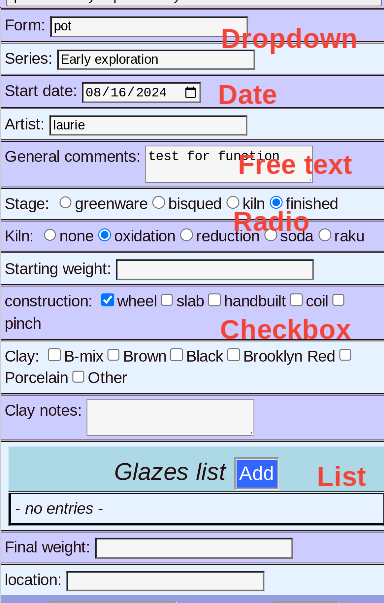 Form: pot
Dropdown
Series: Early exploration
Start date: 08/16/2024
Date
Artist: laurie
General comments: test for function
Free text
Stage: greenware bisqued kiln finished
Radio
Kiln: none oxidation reduction soda raku
Starting weight:
construction: wheel slab handbuilt coil
pinch
Checkbox
Clay: B-mix Brown Black Brooklyn Red
Porcelain Other
Clay notes:
Glazes list Add
List
- no entries -
Final weight:
location: